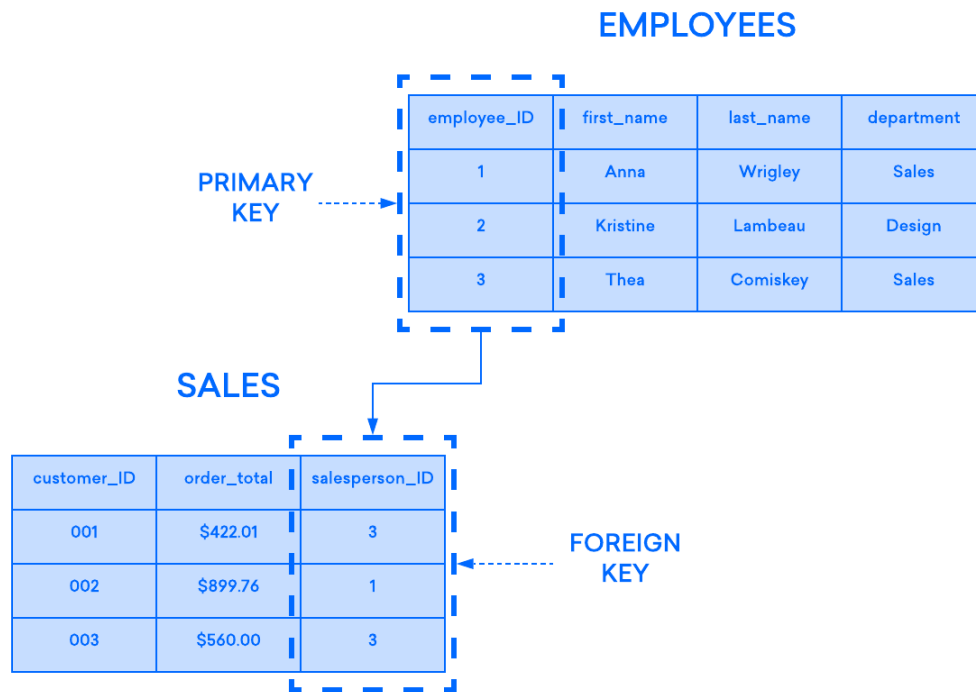 EMPLOYEES
employee_ID first_name last_name department
1 Anna Wrigley Sales
PRIMARY
KEY
2 Kristine Lambeau Design
3 Thea Comiskey Sales
SALES
customer_ID order_total salesperson_ID
001 $422.01 3
002 $899.76 1
003 $560.00 3
FOREIGN
KEY